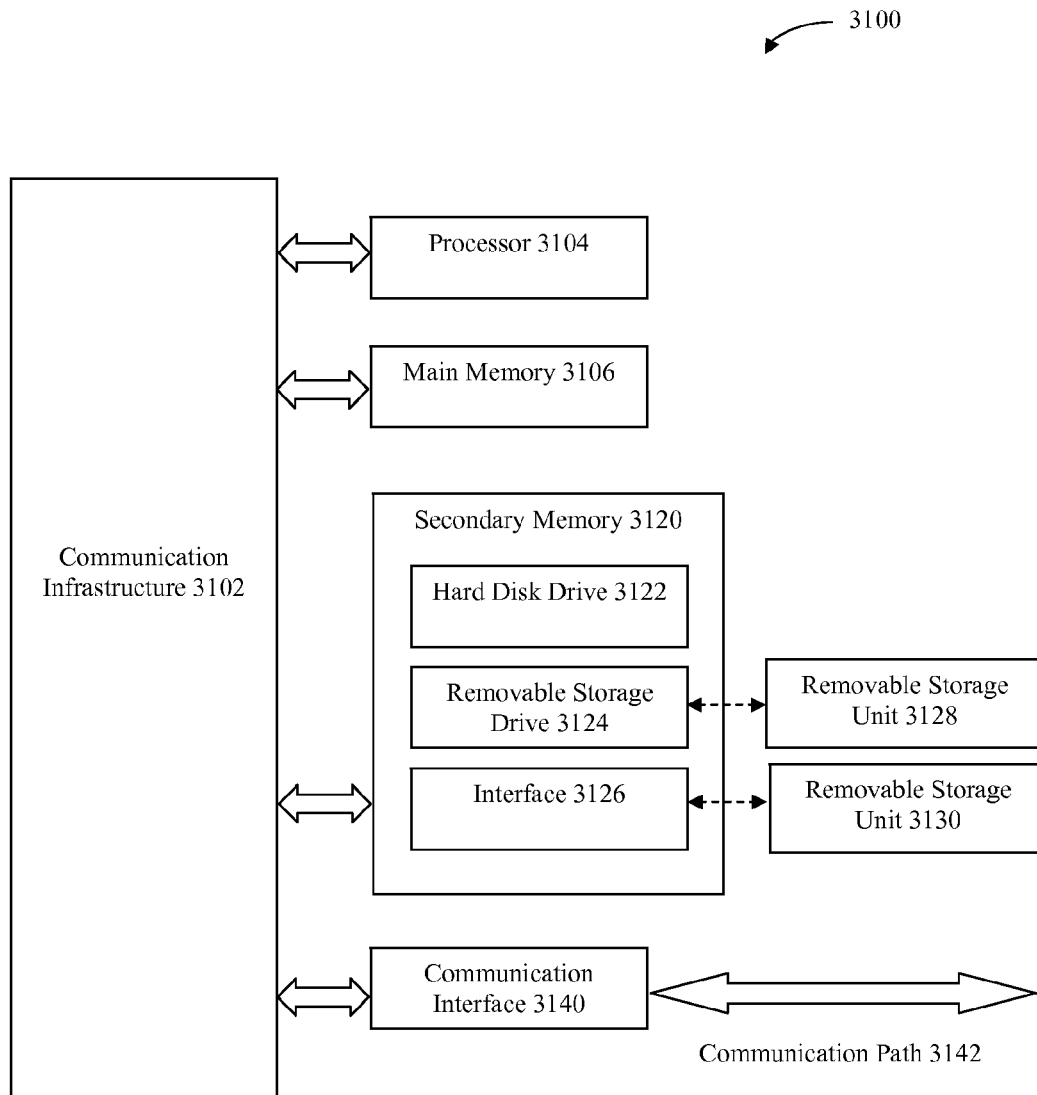 3100
Processor 3104
Main Memory 3106
Communication
Infrastructure 3102
Secondary Memory 3120
Hard Disk Drive 3122
Removable Storage
Drive 3124
Removable Storage
Unit 3128
Interface 3126
Removable Storage
Unit 3130
Communication
Interface 3140
Communication Path 3142